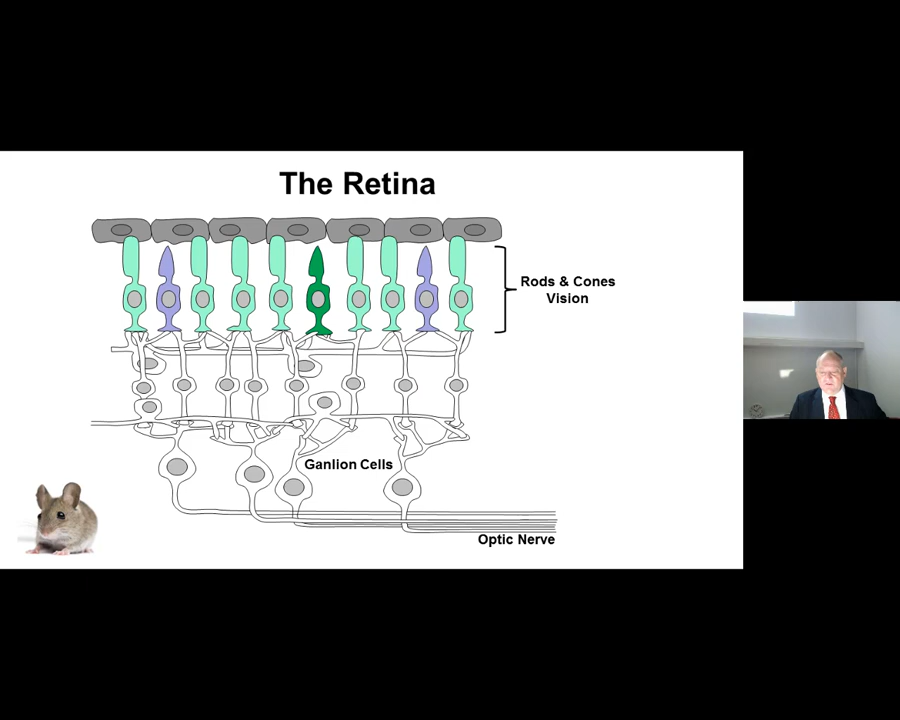 The Retina
Rods & Cones
Vision
Ganlion Cells
Optic Nerve